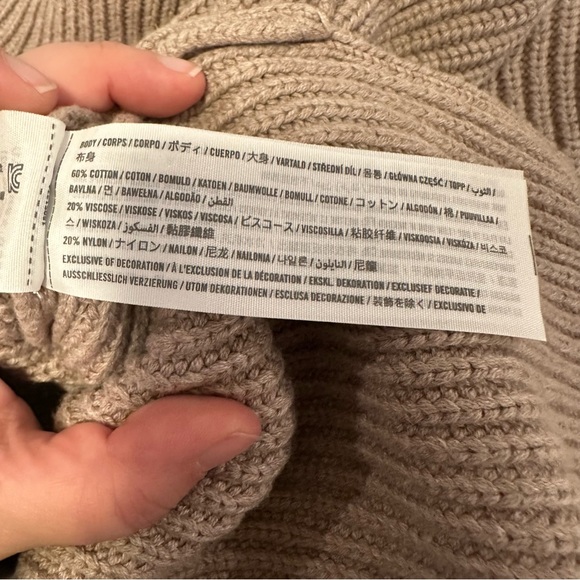 BODY / CORPS / CORPO / ボディ / CUERPO / 大身 / VARTALO / STŘEDNÍ DÍL / 몸통 / GŁÓWNA CZĘŚĆ / TOPP / الثوب /
布身
60% COTTON / COTON / BOMULD / KATOEN / BAUMWOLLE / BOMULL / COTONE / コットン / ALGODÓN / 棉 / PUUVILLA /
BAVLNA / 면 / BAWEŁNA / ALGODÃO / القطن /
20% VISCOSE / VISKOSE / VISKOS / VISCOSA / ビスコース / VISCOSILLA / 粘胶纤维 / VISKOOSIA / VISKÓZA / 비스코
스 / WISKOZA / الفسكوز / 黏膠纖維
20% NYLON / ナイロン / NAILON / 尼龙 / NAILONIA / 나일론 / النايلون / 尼龍
EXCLUSIVE OF DECORATION / À L'EXCLUSION DE LA DÉCORATION / EKSKL. DEKORATION / EXCLUSIEF DECORATIE /
AUSSCHLIESSLICH VERZIERUNG / UTOM DEKORATIONEN / ESCLUSA DECORAZIONE / 装飾を除く / EXCLUSIVO DE